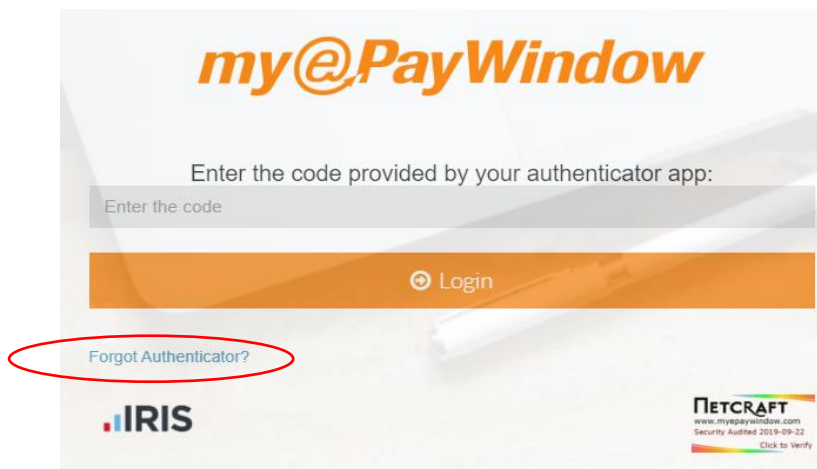 my@PayWindow
Enter the code provided by your authenticator app:
Enter the code
Login
Forgot Authenticator?
IRIS
NETCRAFT
www.myepaywindow.com
Security Audited 2019-09-22
Click to Verify